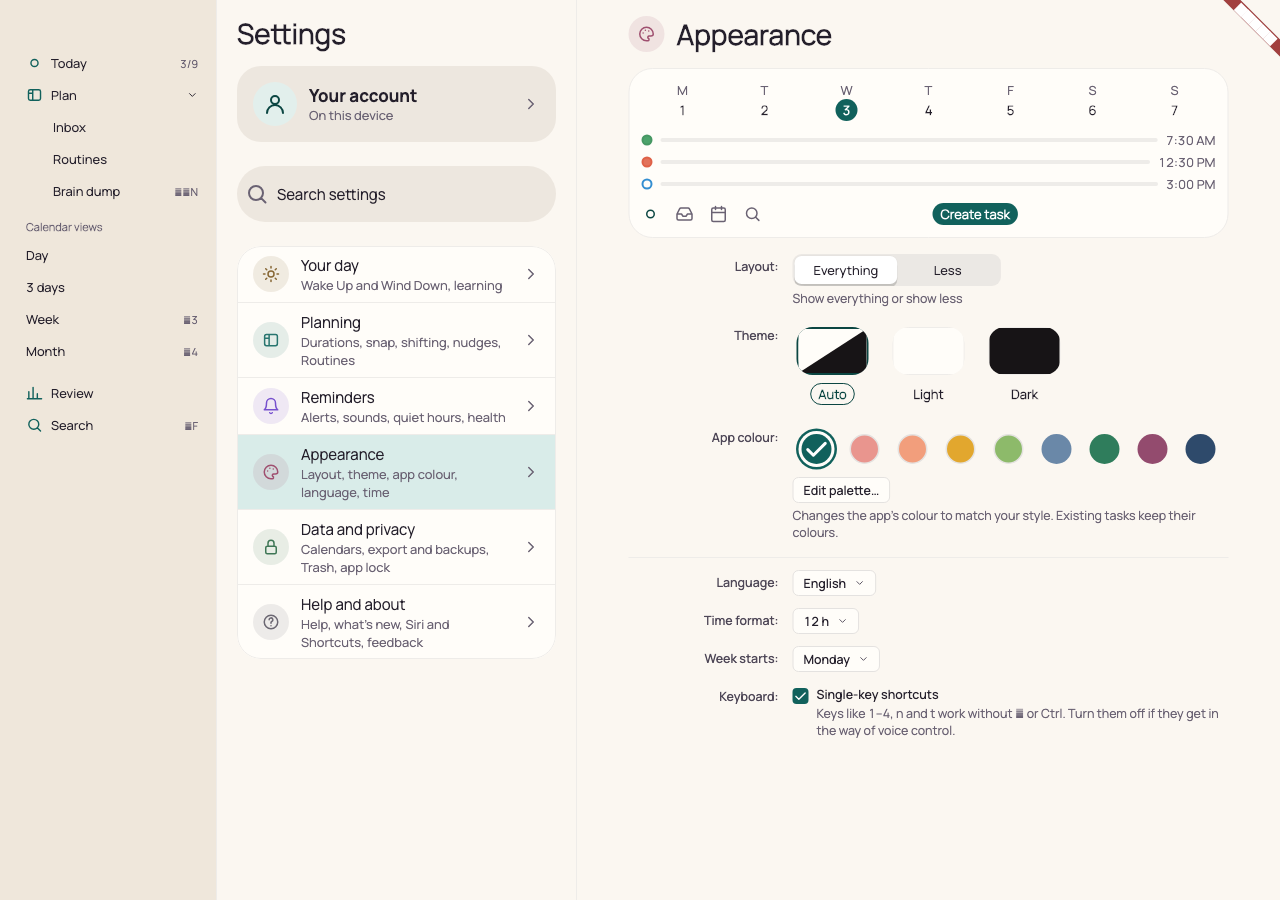 Today 3/9
Plan
Inbox
Routines
Brain dump N
Calendar views
Day
3 days
Week 3
Month 4
Review
Search F
Settings
Your account
On this device
Search settings
Your day
Wake Up and Wind Down, learning
Planning
Durations, snap, shifting, nudges,
Routines
Reminders
Alerts, sounds, quiet hours, health
Appearance
Layout, theme, app colour,
language, time
Data and privacy
Calendars, export and backups,
Trash, app lock
Help and about
Help, what's new, Siri and
Shortcuts, feedback
Appearance
M T W T F S S
1 2 3 4 5 6 7
7:30 AM
12:30 PM
3:00 PM
Create task
Layout: Everything Less
Show everything or show less
Theme:
Auto Light Dark
App colour:
Edit palette...
Changes the app's colour to match your style. Existing tasks keep their
colours.
Language: English
Time format: 12 h
Week starts: Monday
Keyboard: Single-key shortcuts
Keys like 1–4, n and t work without or Ctrl. Turn them off if they get in
the way of voice control.